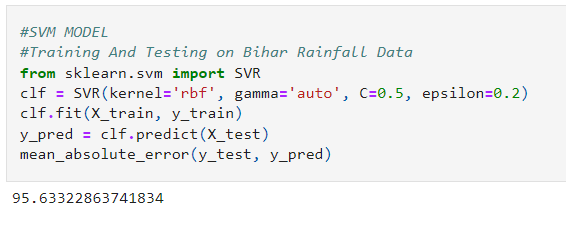 #SVM MODEL
#Training And Testing on Bihar Rainfall Data
from sklearn.svm import SVR
clf = SVR(kernel='rbf', gamma='auto', C=0.5, epsilon=0.2)
clf.fit(X_train, y_train)
y_pred = clf.predict(X_test)
mean_absolute_error(y_test, y_pred)
95.63322863741834